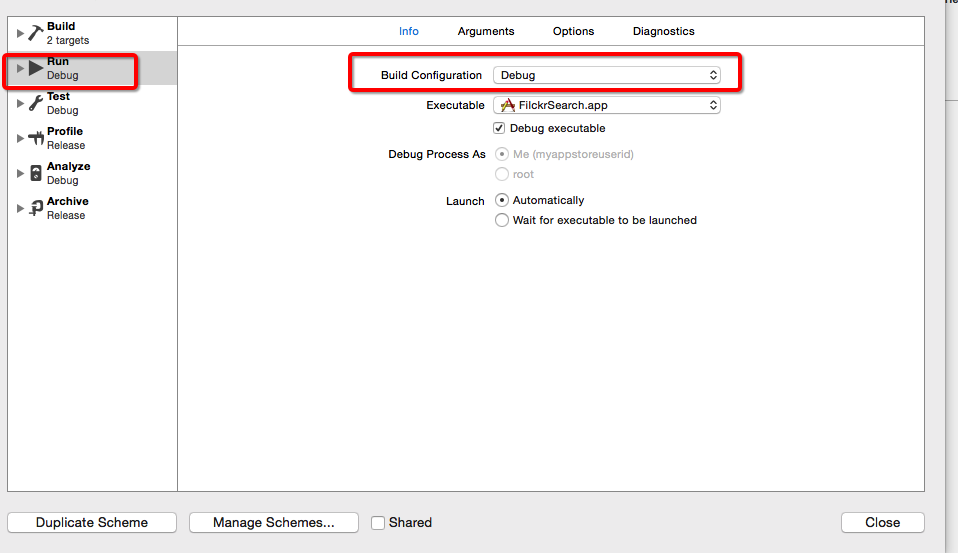 Build
2 targets
Run
Debug
Test
Debug
Profile
Release
Analyze
Debug
Archive
Release
Info Arguments Options Diagnostics
Build Configuration Debug
Executable FilckrSearch.app
Debug executable
Debug Process As Me (myappstoreuserid)
root
Launch Automatically
Wait for executable to be launched
Duplicate Scheme Manage Schemes... Shared Close